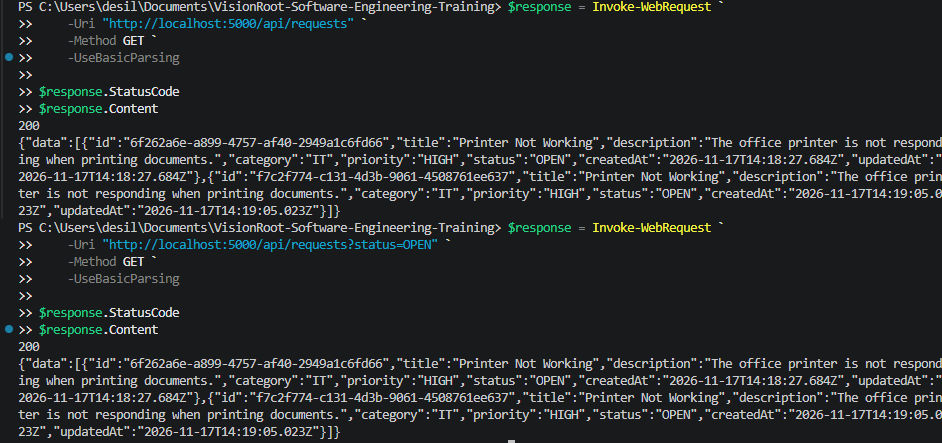 PS C:\Users\desil\Documents\VisionRoot-Software-Engineering-Training> $response = Invoke-WebRequest `
>>     -Uri "http://localhost:5000/api/requests" `
>>     -Method GET `
>>     -UseBasicParsing
>>
>> $response.StatusCode
>> $response.Content
200
{"data":[{"id":"6f262a6e-a899-4757-af40-2949a1c6fd66","title":"Printer Not Working","description":"The office printer is not respond
ing when printing documents.","category":"IT","priority":"HIGH","status":"OPEN","createdAt":"2026-11-17T14:18:27.684Z","updatedAt":"
2026-11-17T14:18:27.684Z"},{"id":"f7c2f774-c131-4d3b-9061-4508761ee637","title":"Printer Not Working","description":"The office prin
ter is not responding when printing documents.","category":"IT","priority":"HIGH","status":"OPEN","createdAt":"2026-11-17T14:19:05.0
23Z","updatedAt":"2026-11-17T14:19:05.023Z"}]}
PS C:\Users\desil\Documents\VisionRoot-Software-Engineering-Training> $response = Invoke-WebRequest `
>>     -Uri "http://localhost:5000/api/requests?status=OPEN" `
>>     -Method GET `
>>     -UseBasicParsing
>>
>> $response.StatusCode
>> $response.Content
200
{"data":[{"id":"6f262a6e-a899-4757-af40-2949a1c6fd66","title":"Printer Not Working","description":"The office printer is not respond
ing when printing documents.","category":"IT","priority":"HIGH","status":"OPEN","createdAt":"2026-11-17T14:18:27.684Z","updatedAt":"
2026-11-17T14:18:27.684Z"},{"id":"f7c2f774-c131-4d3b-9061-4508761ee637","title":"Printer Not Working","description":"The office prin
ter is not responding when printing documents.","category":"IT","priority":"HIGH","status":"OPEN","createdAt":"2026-11-17T14:19:05.0
23Z","updatedAt":"2026-11-17T14:19:05.023Z"}]}